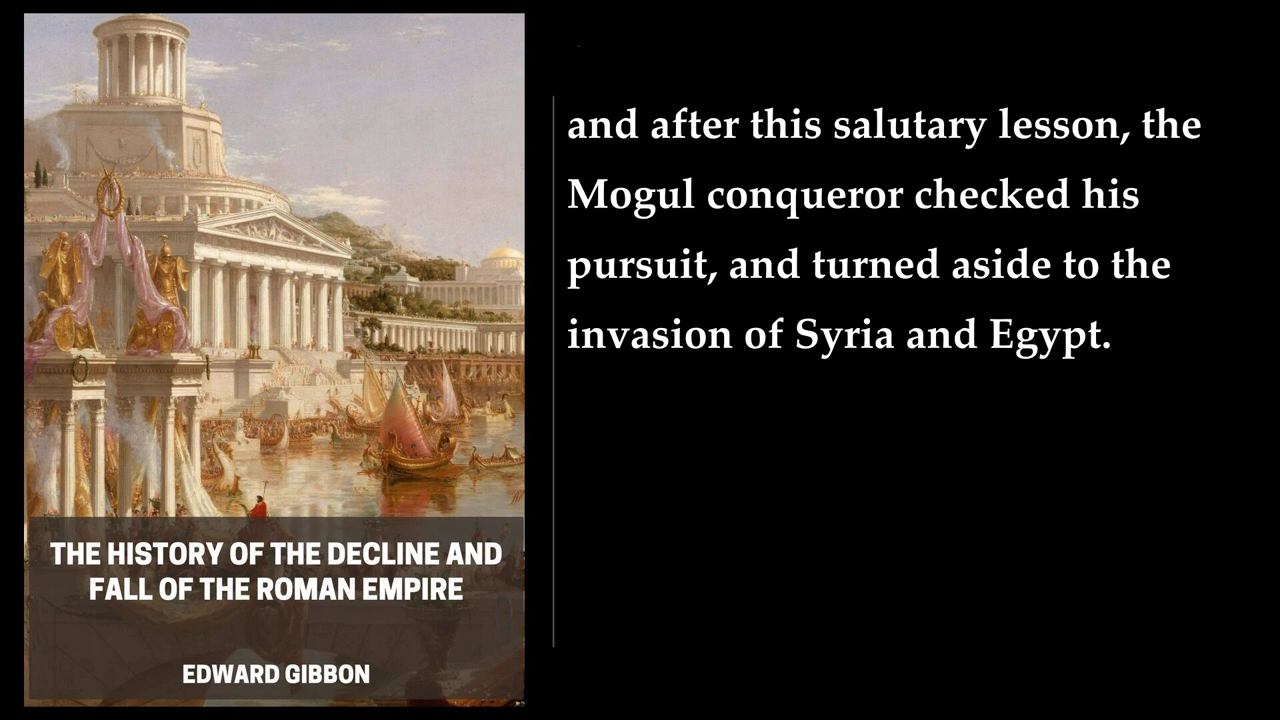 THE HISTORY OF THE DECLINE AND
FALL OF THE ROMAN EMPIRE
EDWARD GIBBON
and after this salutary lesson, the
Mogul conqueror checked his
pursuit, and turned aside to the
invasion of Syria and Egypt.